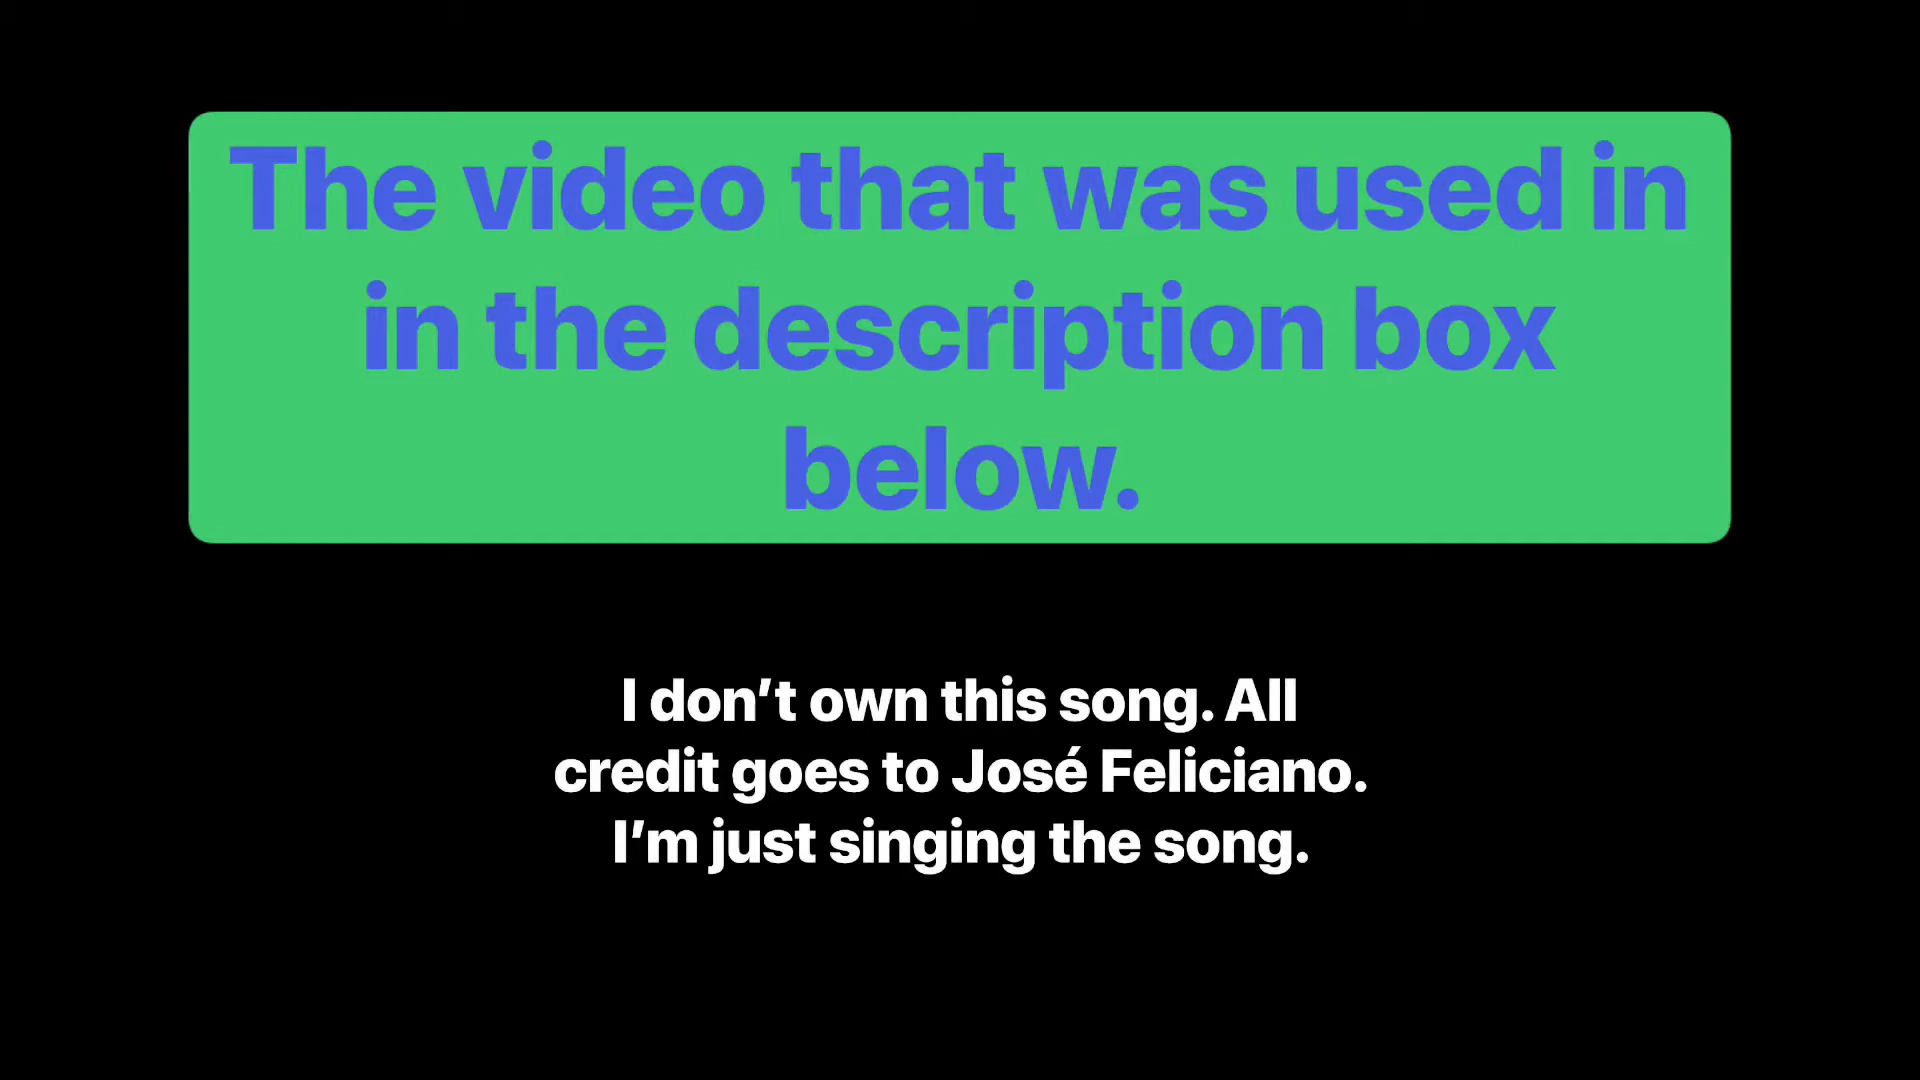 The video that was used in
in the description box
below.
I don’t own this song. All
credit goes to José Feliciano.
I’m just singing the song.